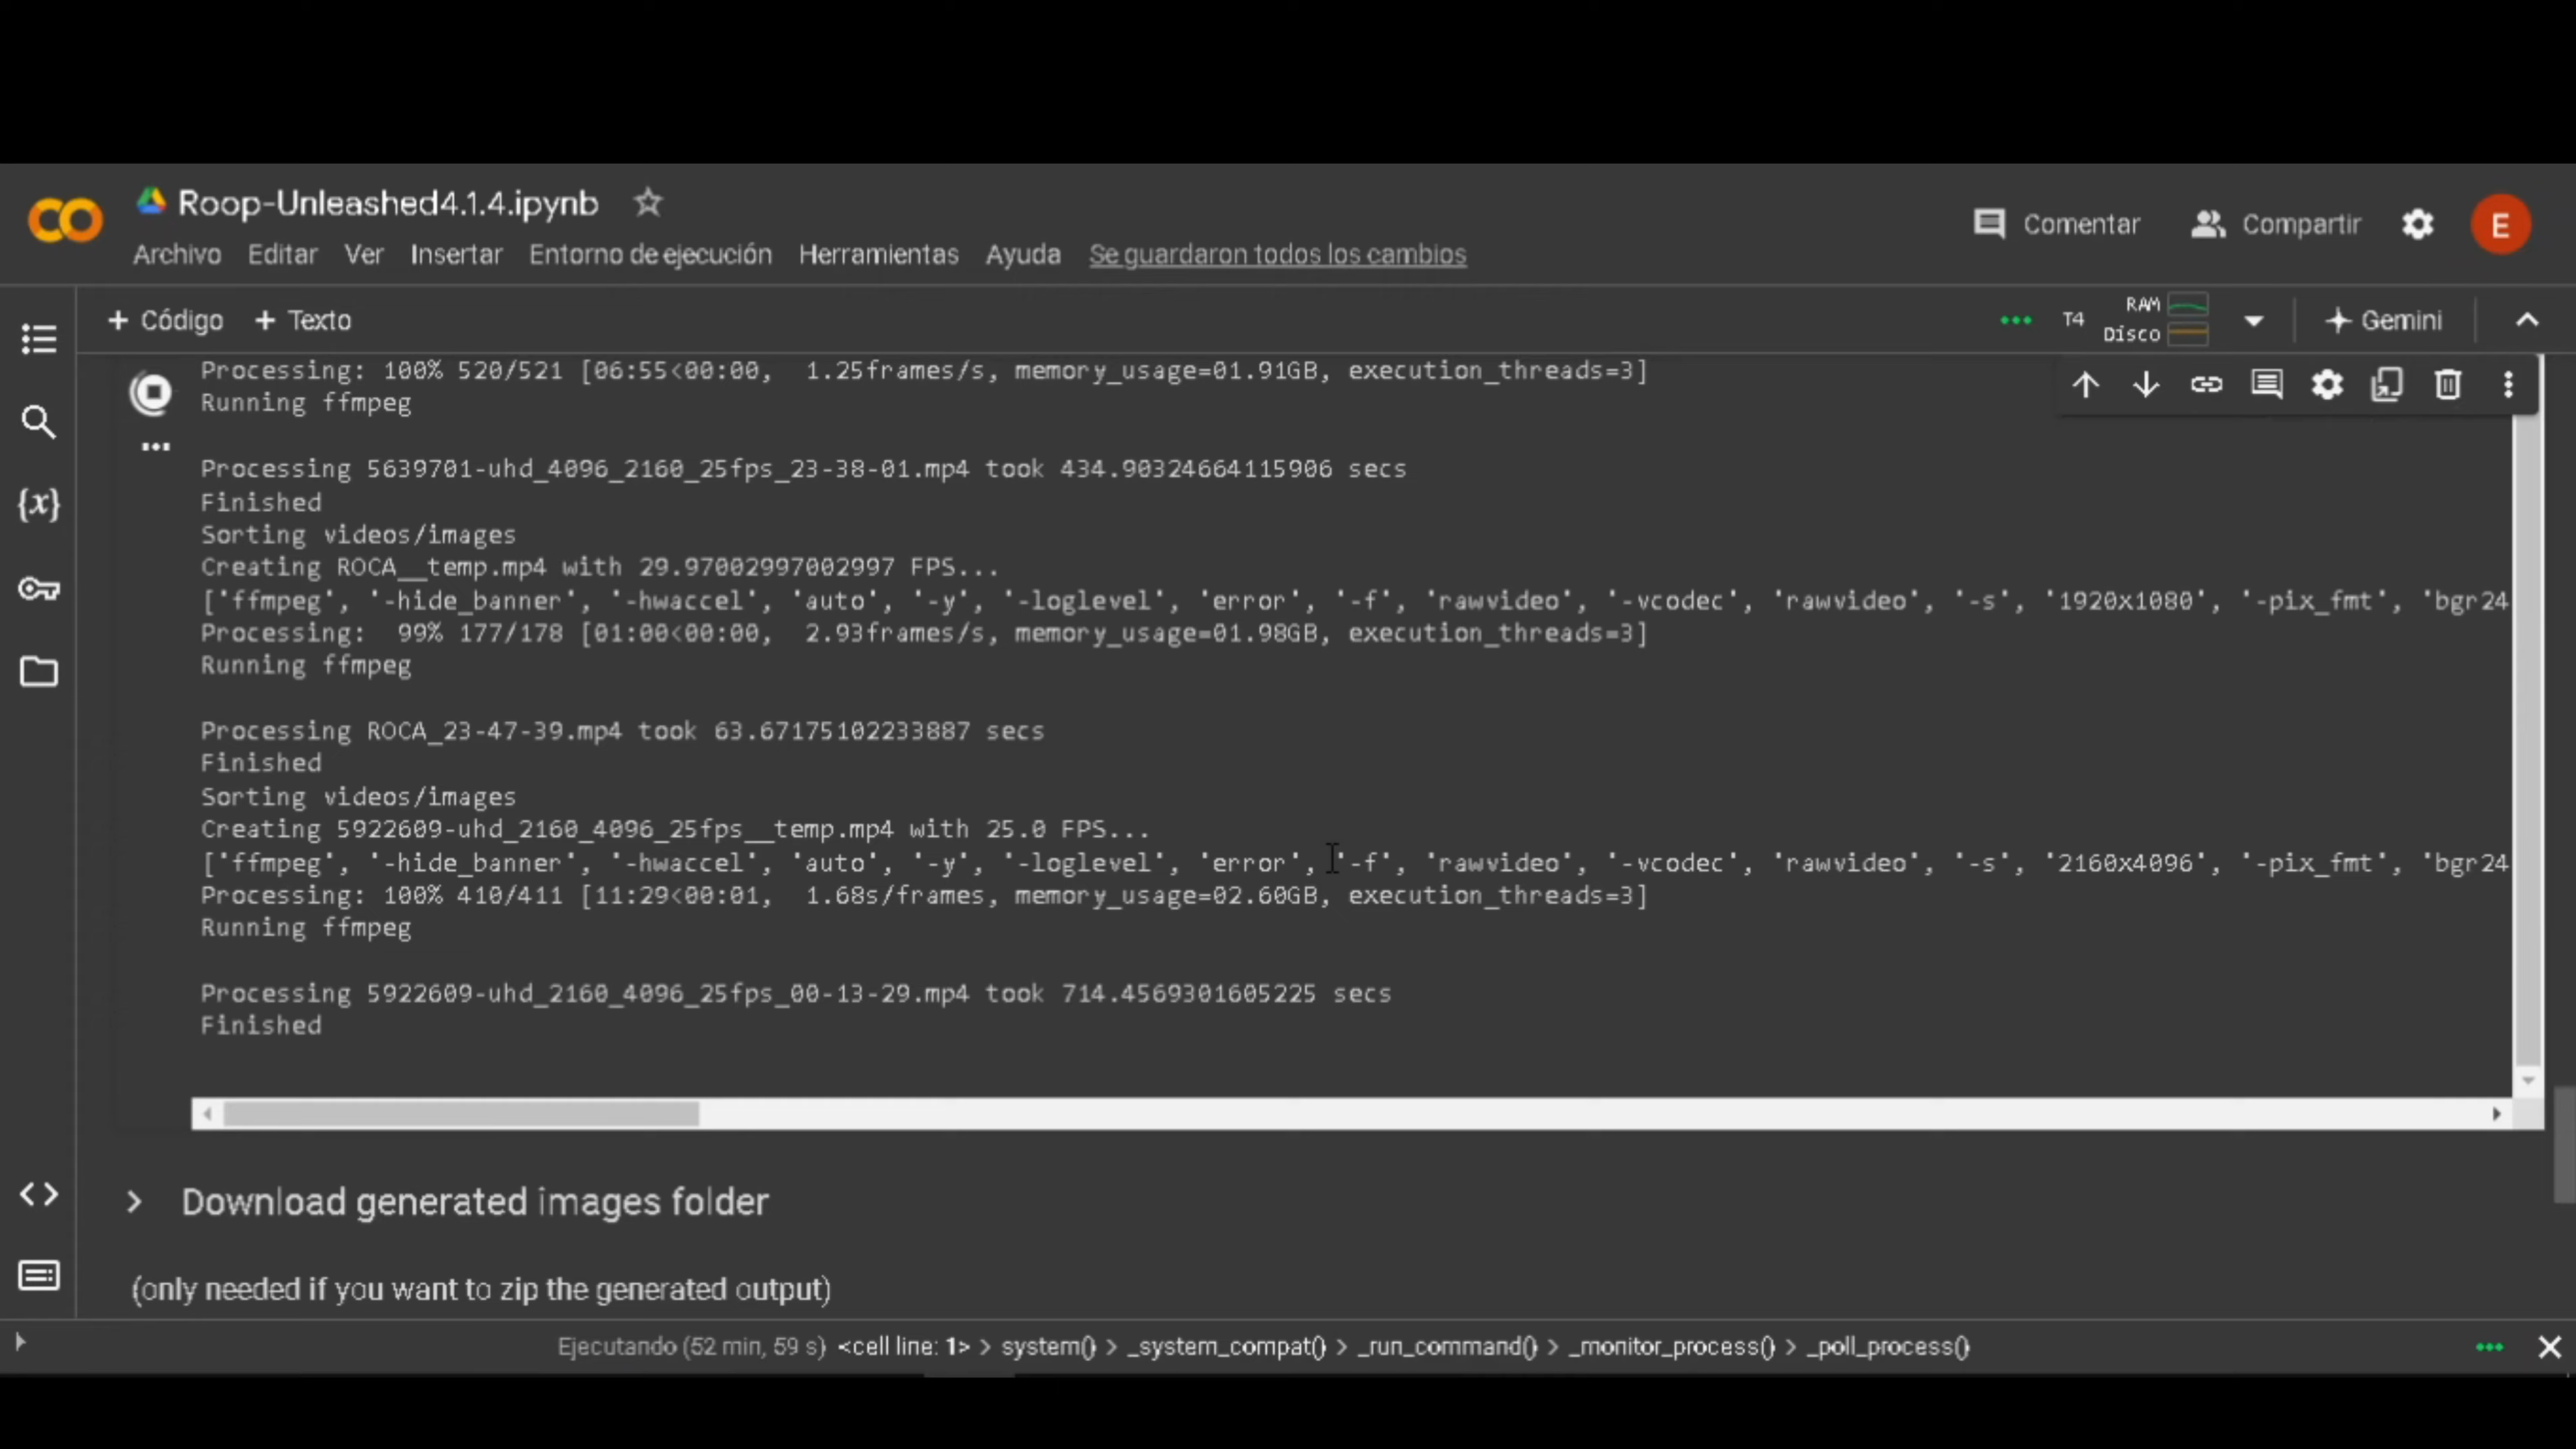 Roop-Unleashed4.1.4.ipynb
Comentar
Compartir
E
Archivo Editar Ver Insertar Entorno de ejecución Herramientas Ayuda Se guardaron todos los cambios
+ Código + Texto
T4
RAM
Disco
Gemini
Processing: 100% 520/521 [06:55<00:00, 1.25frames/s, memory_usage=01.91GB, execution_threads=3]
Running ffmpeg
Processing 5639701-uhd_4096_2160_25fps_23-38-01.mp4 took 434.90324664115906 secs
Finished
Sorting videos/images
Creating ROCA__temp.mp4 with 29.97002997002997 FPS...
['ffmpeg', '-hide_banner', '-hwaccel', 'auto', '-y', '-loglevel', 'error', '-f', 'rawvideo', '-vcodec', 'rawvideo', '-s', '1920x1080', '-pix_fmt', 'bgr24
Processing: 99% 177/178 [01:00<00:00, 2.93frames/s, memory_usage=01.98GB, execution_threads=3]
Running ffmpeg
Processing ROCA_23-47-39.mp4 took 63.67175102233887 secs
Finished
Sorting videos/images
Creating 5922609-uhd_2160_4096_25fps__temp.mp4 with 25.0 FPS...
['ffmpeg', '-hide_banner', '-hwaccel', 'auto', '-y', '-loglevel', 'error', '-f', 'rawvideo', '-vcodec', 'rawvideo', '-s', '2160x4096', '-pix_fmt', 'bgr24
Processing: 100% 410/411 [11:29<00:01, 1.68s/frames, memory_usage=02.60GB, execution_threads=3]
Running ffmpeg
Processing 5922609-uhd_2160_4096_25fps_00-13-29.mp4 took 714.4569301605225 secs
Finished
Download generated images folder
(only needed if you want to zip the generated output)
Ejecutando (52 min, 59 s) <cell line: 1> > system() > _system_compat() > _run_command() > _monitor_process() > _poll_process()